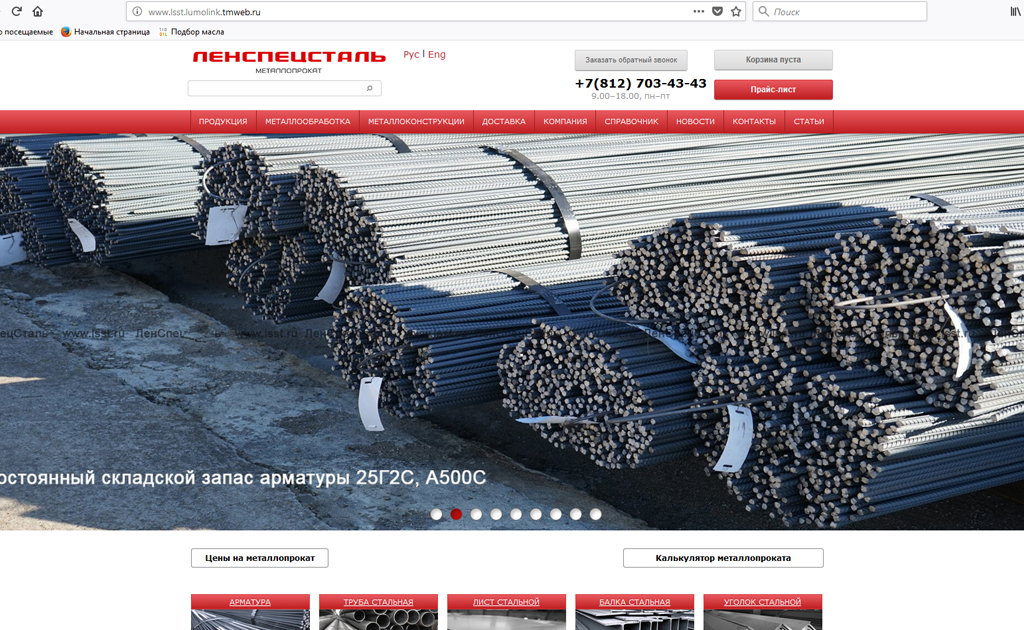 www.lsst.lumolink.tmweb.ru
Поиск
о посещаемые Начальная страница Подбор масла
ЛЕНСПЕЦСТАЛЬ
МЕТАЛЛОПРОКАТ
Рус | Eng
Заказать обратный звонок
+7(812) 703-43-43
9.00–18.00, пн–пт
Корзина пуста
Прайс-лист
ПРОДУКЦИЯ МЕТАЛЛООБРАБОТКА МЕТАЛЛОКОНСТРУКЦИИ ДОСТАВКА КОМПАНИЯ СПРАВОЧНИК НОВОСТИ КОНТАКТЫ СТАТЬИ
ецСталь www.lsst.ru ЛенСпец www.lsst.ru
остоянный складской запас арматуры 25Г2С, А500С
Цены на металлопрокат Калькулятор металлопроката
АРМАТУРА ТРУБА СТАЛЬНАЯ ЛИСТ СТАЛЬНОЙ БАЛКА СТАЛЬНАЯ УГОЛОК СТАЛЬНОЙ